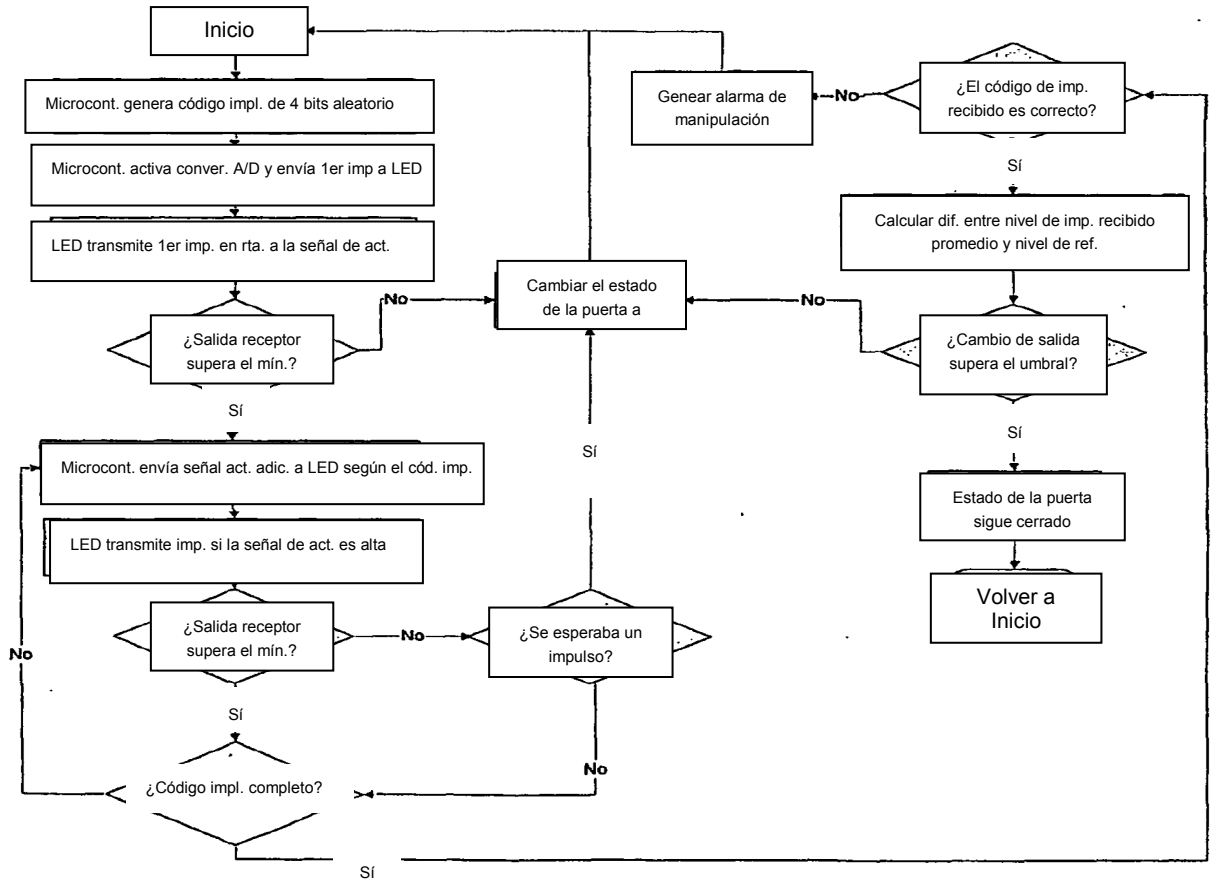 Inicio
Microcont. genera código impl. de 4 bits aleatorio
Microcont. activa conver. A/D y envía 1er imp a LED
LED transmite 1er imp. en rta. a la señal de act.
¿Salida receptor
supera el mín.?
No
Sí
Microcont. envía señal act. adic. a LED según el cód. imp.
LED transmite imp. si la señal de act. es alta
¿Salida receptor
supera el mín.?
No
Sí
¿Código impl. completo?
No
Sí
¿Se esperaba un
impulso?
Sí
No
Cambiar el estado
de la puerta a
Genear alarma de
manipulación
No
¿El código de imp.
recibido es correcto?
Sí
Calcular dif. entre nivel de imp. recibido
promedio y nivel de ref.
No
¿Cambio de salida
supera el umbral?
Sí
Estado de la puerta
sigue cerrado
Volver a
Inicio